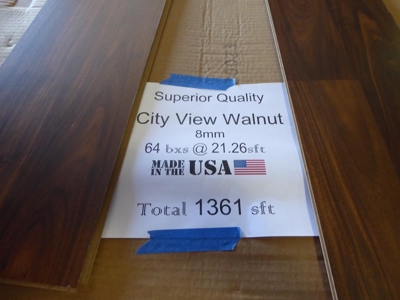 Superior Quality
City View Walnut
8mm
64 bxs @ 21.26sft
MADE IN THE USA
Total 1361 sft